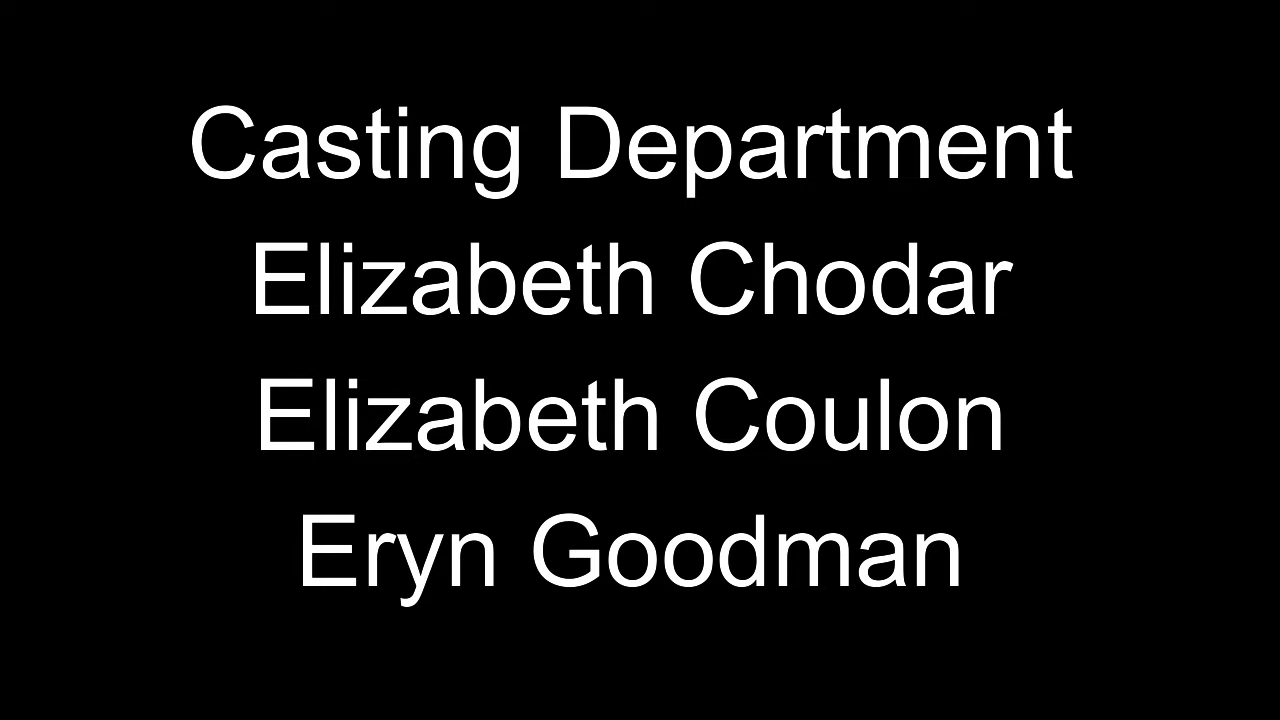 Casting Department
Elizabeth Chodar
Elizabeth Coulon
Eryn Goodman